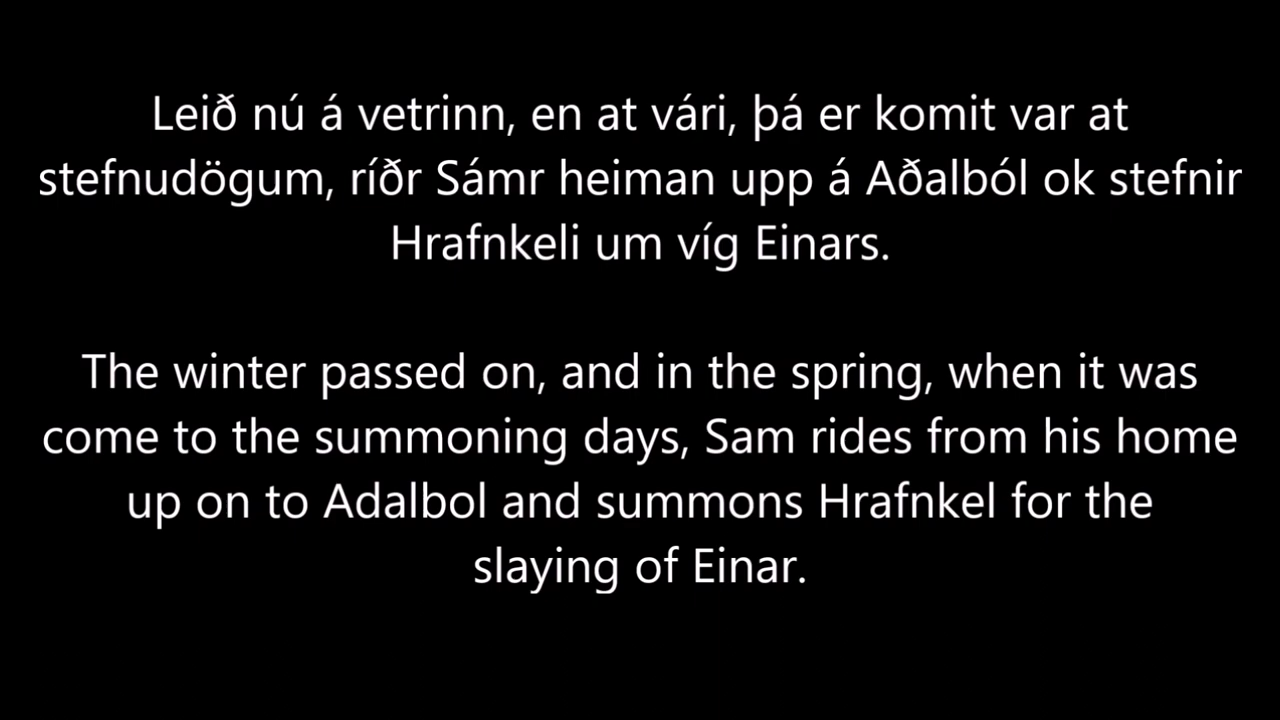 Leið nú á vetrinn, en at vári, þá er komit var at
stefnudögum, ríðr Sámr heiman upp á Aðalból ok stefnir
Hrafnkeli um víg Einars.
The winter passed on, and in the spring, when it was
come to the summoning days, Sam rides from his home
up on to Adalbol and summons Hrafnkel for the
slaying of Einar.